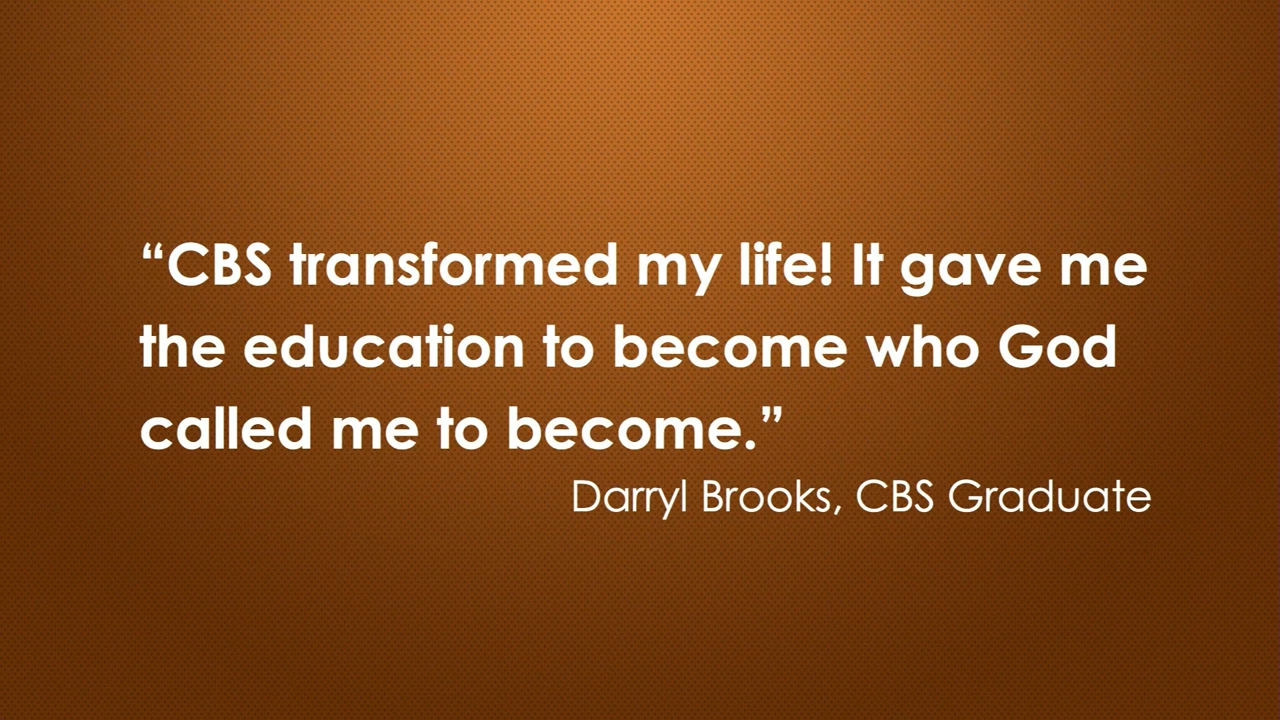 “CBS transformed my life! It gave me
the education to become who God
called me to become.”
Darryl Brooks, CBS Graduate